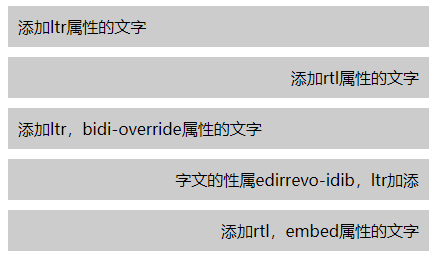 添加ltr属性的文字
添加rtl属性的文字
添加ltr，bidi-override属性的文字
字文的性属edirrevo-idib，ltr加添
添加rtl，embed属性的文字